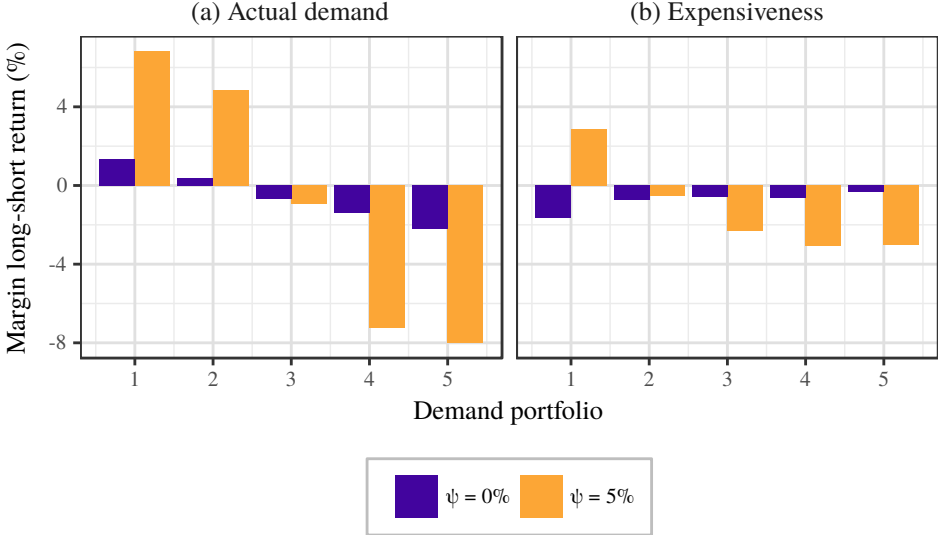 (a) Actual demand
(b) Expensiveness
Margin long-short return (%)
4
0
-4
-8
1 2 3 4 5
1 2 3 4 5
Demand portfolio
ψ = 0% ψ = 5%